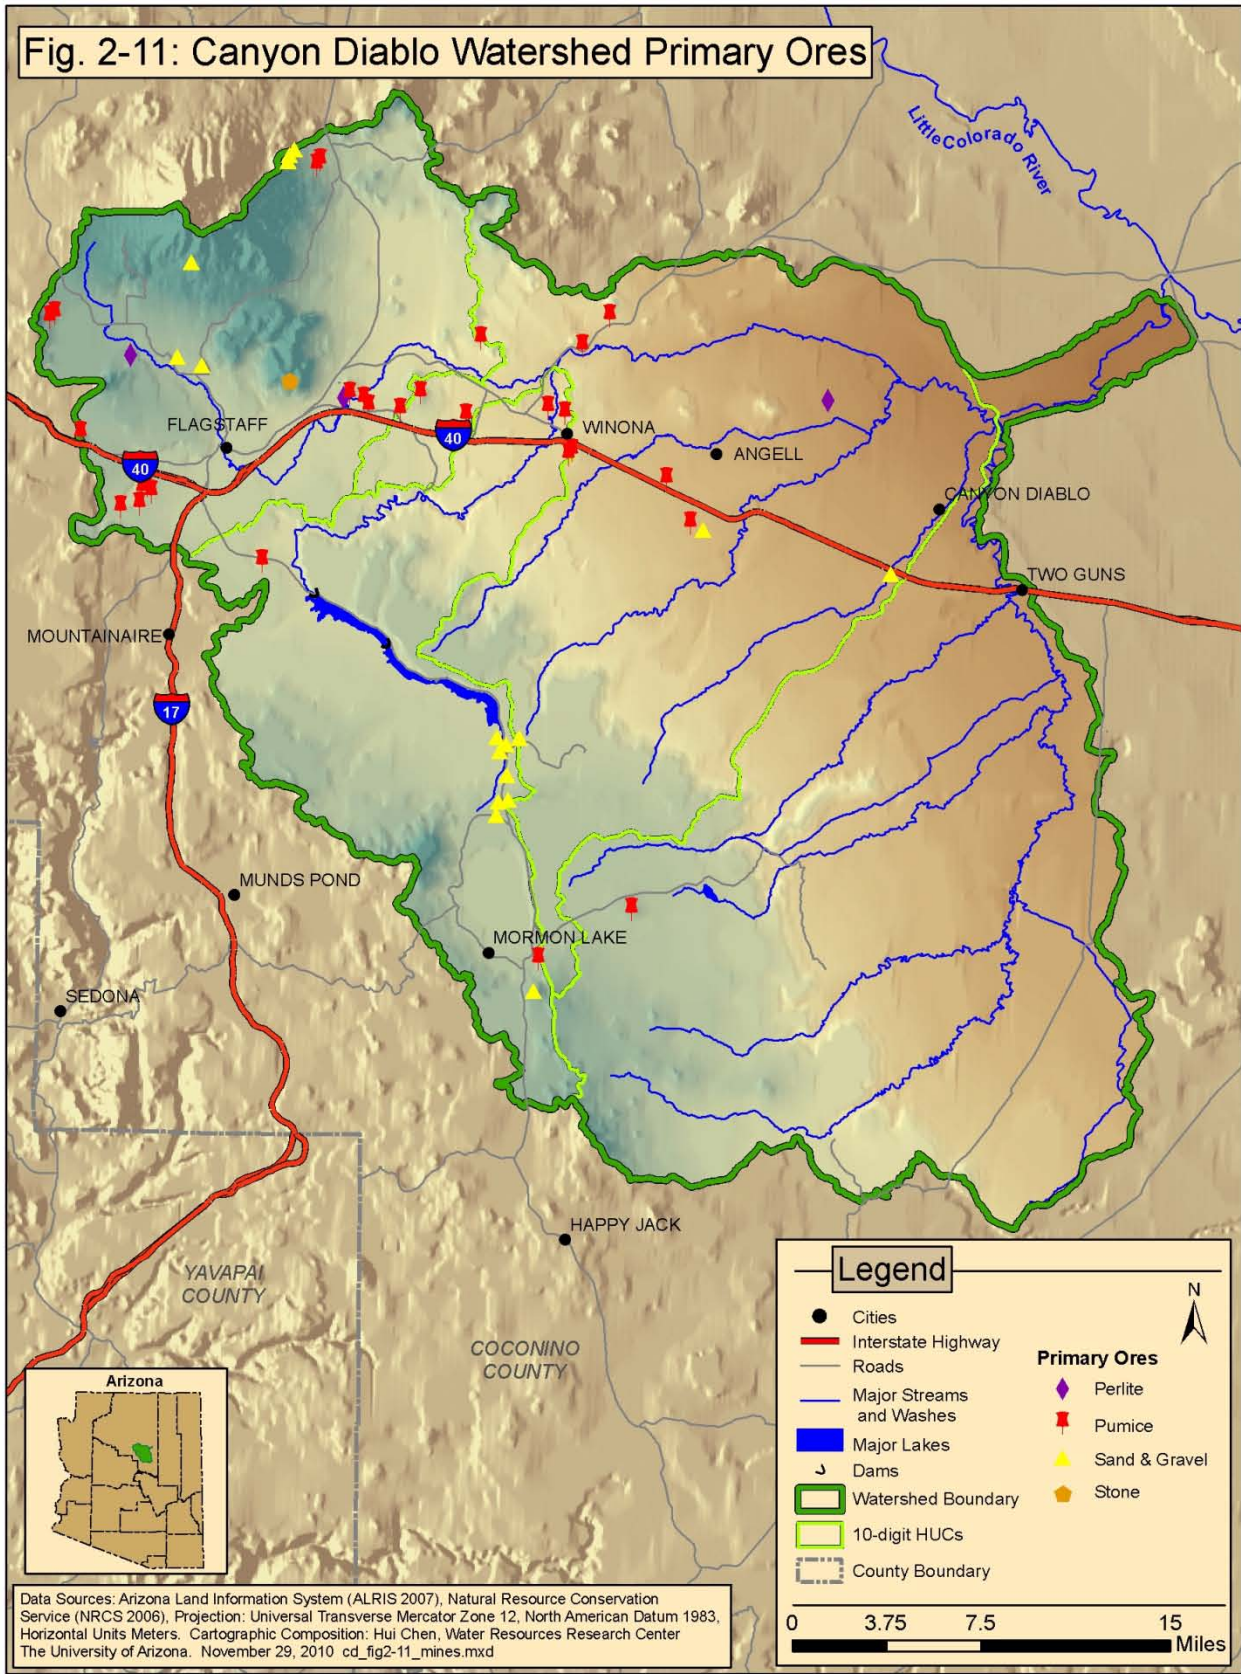 Fig. 2-11: Canyon Diablo Watershed Primary Ores
LittleColorado River
FLAGSTAFF
40
40
WINONA
ANGELL
CANYON DIABLO
TWO GUNS
MOUNTAINAIRE
17
MUNDS POND
MORMON LAKE
SEDONA
HAPPY JACK
YAVAPAI
COUNTY
COCONINO
COUNTY
Legend
N
Cities
Interstate Highway
Roads
Major Streams
and Washes
Major Lakes
Dams
Watershed Boundary
10-digit HUCs
County Boundary
Primary Ores
Perlite
Pumice
Sand & Gravel
Stone
0 3.75 7.5 15
Miles
Arizona
Data Sources: Arizona Land Information System (ALRIS 2007), Natural Resource Conservation
Service (NRCS 2006), Projection: Universal Transverse Mercator Zone 12, North American Datum 1983,
Horizontal Units Meters. Cartographic Composition: Hui Chen, Water Resources Research Center
The University of Arizona. November 29, 2010 cd_fig2-11_mines.mxd